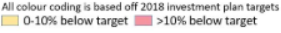 All colour coding is based off 2018 investment plan targets
0-10% below target >10% below target